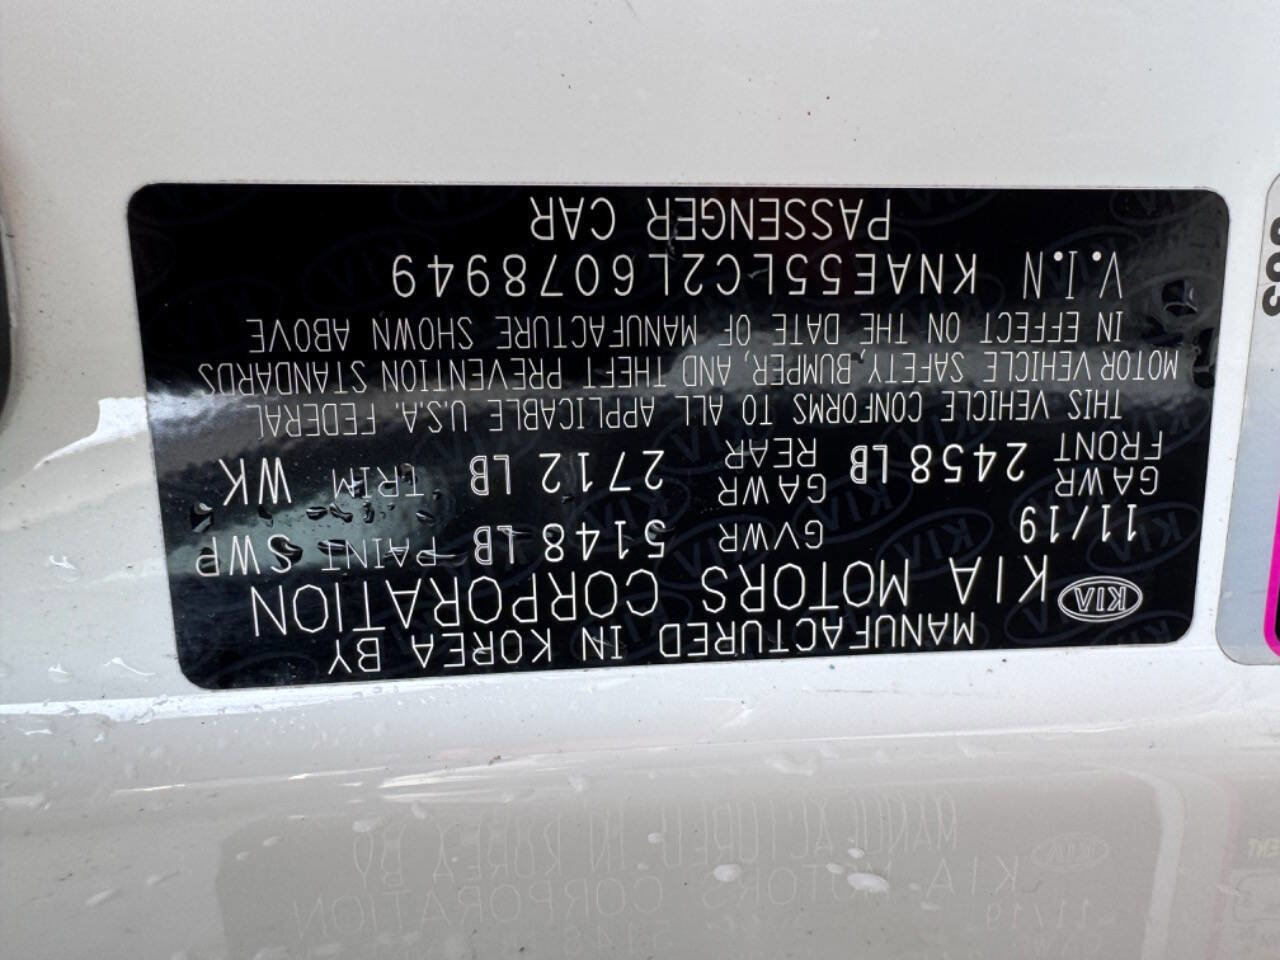 MANUFACTURED IN KOREA BY
KIA KIA MOTORS CORPORATION
11/19 GVWR 5148 LB PAINT SWP
GAWR FRONT 2458 LB GAWR REAR 2712 LB TRIM WK
THIS VEHICLE CONFORMS TO ALL APPLICABLE U.S.A. FEDERAL
MOTOR VEHICLE SAFETY, BUMPER, AND THEFT PREVENTION STANDARDS
IN EFFECT ON THE DATE OF MANUFACTURE SHOWN ABOVE
V.I.N KNAE55LC2L6078949
PASSENGER CAR